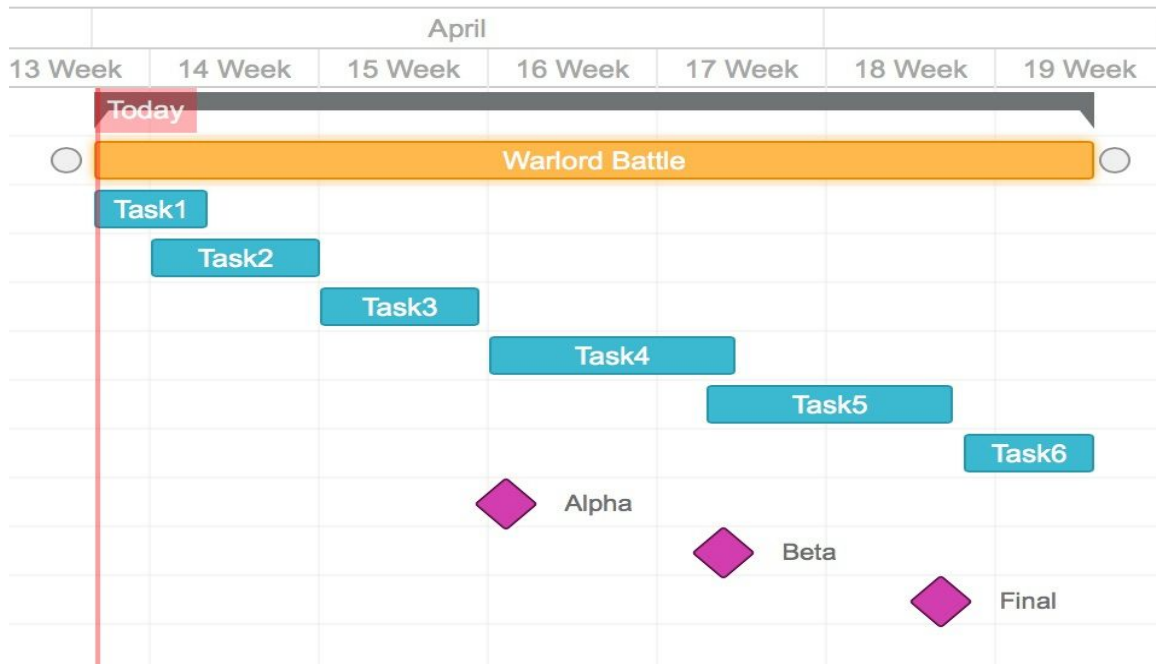 April
13 Week 14 Week 15 Week 16 Week 17 Week 18 Week 19 Week
Today
Warlord Battle
Task1
Task2
Task3
Task4
Task5
Task6
Alpha
Beta
Final